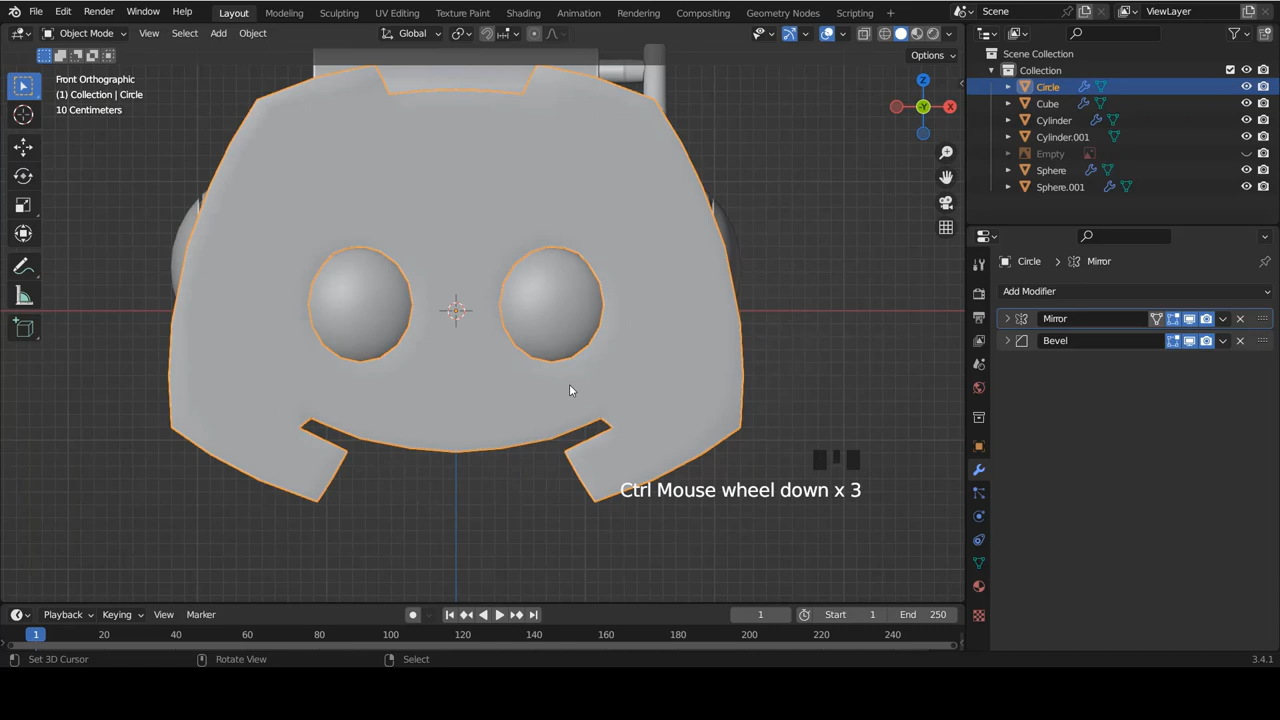 File Edit Render Window Help Layout Modeling Sculpting UV Editing Texture Paint Shading Animation Rendering Compositing Geometry Nodes Scripting Scene ViewLayer
Object Mode View Select Add Object Global
Options
Front Orthographic
(1) Collection | Circle
10 Centimeters
X
Y
Z
Scene Collection
Collection
Circle
Cube
Cylinder
Cylinder.001
Empty
Sphere
Sphere.001
Circle > Mirror
Add Modifier
Mirror
Bevel
Ctrl Mouse wheel down x 3
Playback Keying View Marker 1 Start 1 End 250
1 20 40 60 80 100 120 140 160 180 200 220 240
Set 3D Cursor Rotate View Select 3.4.1